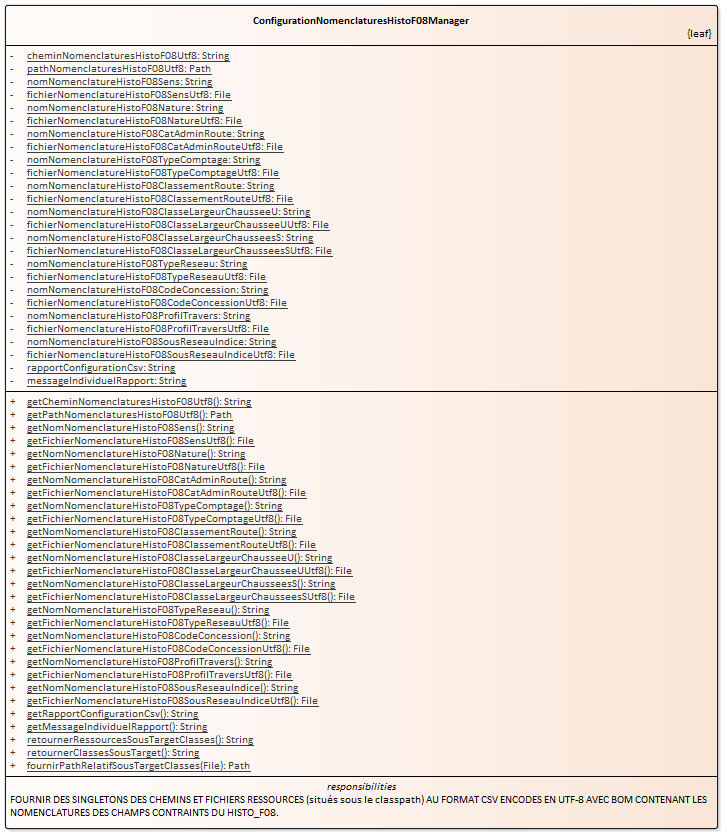 ConfigurationNomenclaturesHistoF08Manager
{leaf}
- cheminNomenclaturesHistoF08Utf8: String
- pathNomenclaturesHistoF08Utf8: Path
- nomNomenclatureHistoF08Sens: String
- fichierNomenclatureHistoF08SensUtf8: File
- nomNomenclatureHistoF08Nature: String
- fichierNomenclatureHistoF08NatureUtf8: File
- nomNomenclatureHistoF08CatAdminRoute: String
- fichierNomenclatureHistoF08CatAdminRouteUtf8: File
- nomNomenclatureHistoF08TypeComptage: String
- fichierNomenclatureHistoF08TypeComptageUtf8: File
- nomNomenclatureHistoF08ClassementRoute: String
- fichierNomenclatureHistoF08ClassementRouteUtf8: File
- nomNomenclatureHistoF08ClasseLargeurChausseeU: String
- fichierNomenclatureHistoF08ClasseLargeurChausseeUUtf8: File
- nomNomenclatureHistoF08ClasseLargeurChausseesS: String
- fichierNomenclatureHistoF08ClasseLargeurChausseesSUtf8: File
- nomNomenclatureHistoF08TypeReseau: String
- fichierNomenclatureHistoF08TypeReseauUtf8: File
- nomNomenclatureHistoF08CodeConcession: String
- fichierNomenclatureHistoF08CodeConcessionUtf8: File
- nomNomenclatureHistoF08ProfilTravers: String
- fichierNomenclatureHistoF08ProfilTraversUtf8: File
- nomNomenclatureHistoF08SousReseauIndice: String
- fichierNomenclatureHistoF08SousReseauIndiceUtf8: File
- rapportConfigurationCsv: String
- messageIndividuelRapport: String
+ getCheminNomenclaturesHistoF08Utf8(): String
+ getPathNomenclaturesHistoF08Utf8(): Path
+ getNomNomenclatureHistoF08Sens(): String
+ getFichierNomenclatureHistoF08SensUtf8(): File
+ getNomNomenclatureHistoF08Nature(): String
+ getFichierNomenclatureHistoF08NatureUtf8(): File
+ getNomNomenclatureHistoF08CatAdminRoute(): String
+ getFichierNomenclatureHistoF08CatAdminRouteUtf8(): File
+ getNomNomenclatureHistoF08TypeComptage(): String
+ getFichierNomenclatureHistoF08TypeComptageUtf8(): File
+ getNomNomenclatureHistoF08ClassementRoute(): String
+ getFichierNomenclatureHistoF08ClassementRouteUtf8(): File
+ getNomNomenclatureHistoF08ClasseLargeurChausseeU(): String
+ getFichierNomenclatureHistoF08ClasseLargeurChausseeUUtf8(): File
+ getNomNomenclatureHistoF08ClasseLargeurChausseesS(): String
+ getFichierNomenclatureHistoF08ClasseLargeurChausseesSUtf8(): File
+ getNomNomenclatureHistoF08TypeReseau(): String
+ getFichierNomenclatureHistoF08TypeReseauUtf8(): File
+ getNomNomenclatureHistoF08CodeConcession(): String
+ getFichierNomenclatureHistoF08CodeConcessionUtf8(): File
+ getNomNomenclatureHistoF08ProfilTravers(): String
+ getFichierNomenclatureHistoF08ProfilTraversUtf8(): File
+ getNomNomenclatureHistoF08SousReseauIndice(): String
+ getFichierNomenclatureHistoF08SousReseauIndiceUtf8(): File
+ getRapportConfigurationCsv(): String
+ getMessageIndividuelRapport(): String
+ retournerRessourcesSousTargetClasses(): String
+ retournerClassesSousTarget(): String
+ fournirPathRelatifSousTargetClasses(File): Path
responsibilities
FOURNIR DES SINGLETONS DES CHEMINS ET FICHIERS RESSOURCES (situés sous le classpath) AU FORMAT CSV ENCODES EN UTF-8 AVEC BOM CONTENANT LES
NOMENCLATURES DES CHAMPS CONTRAINTS DU HISTO_F08.